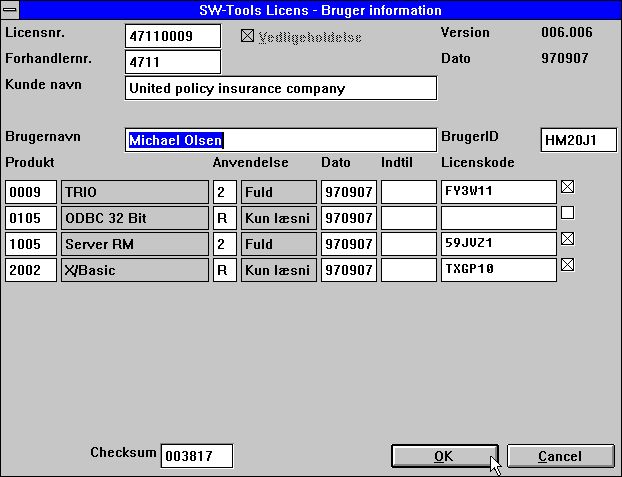 SW-Tools Licens - Bruger information
Licensnr. 47110009 Vedligeholdelse Version 006.006
Forhandlernr. 4711 Dato 970907
Kunde navn United policy insurance company
Brugernavn Michael Olsen BrugerID HM20J1
Produkt Anvendelse Dato Indtil Licenskode
0009 TRIO 2 Fuld 970907 FY3W11
0105 ODBC 32 Bit R Kun læsni 970907
1005 Server RM 2 Fuld 970907 59JVZ1
2002 X/Basic R Kun læsni 970907 TXGP10
Checksum 003817 OK Cancel